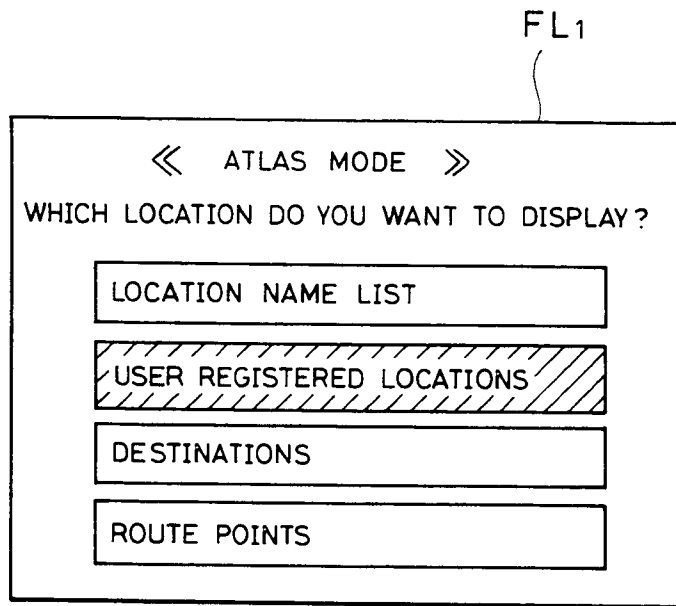 FL1
≪ ATLAS MODE ≫
WHICH LOCATION DO YOU WANT TO DISPLAY?
LOCATION NAME LIST
USER REGISTERED LOCATIONS
DESTINATIONS
ROUTE POINTS